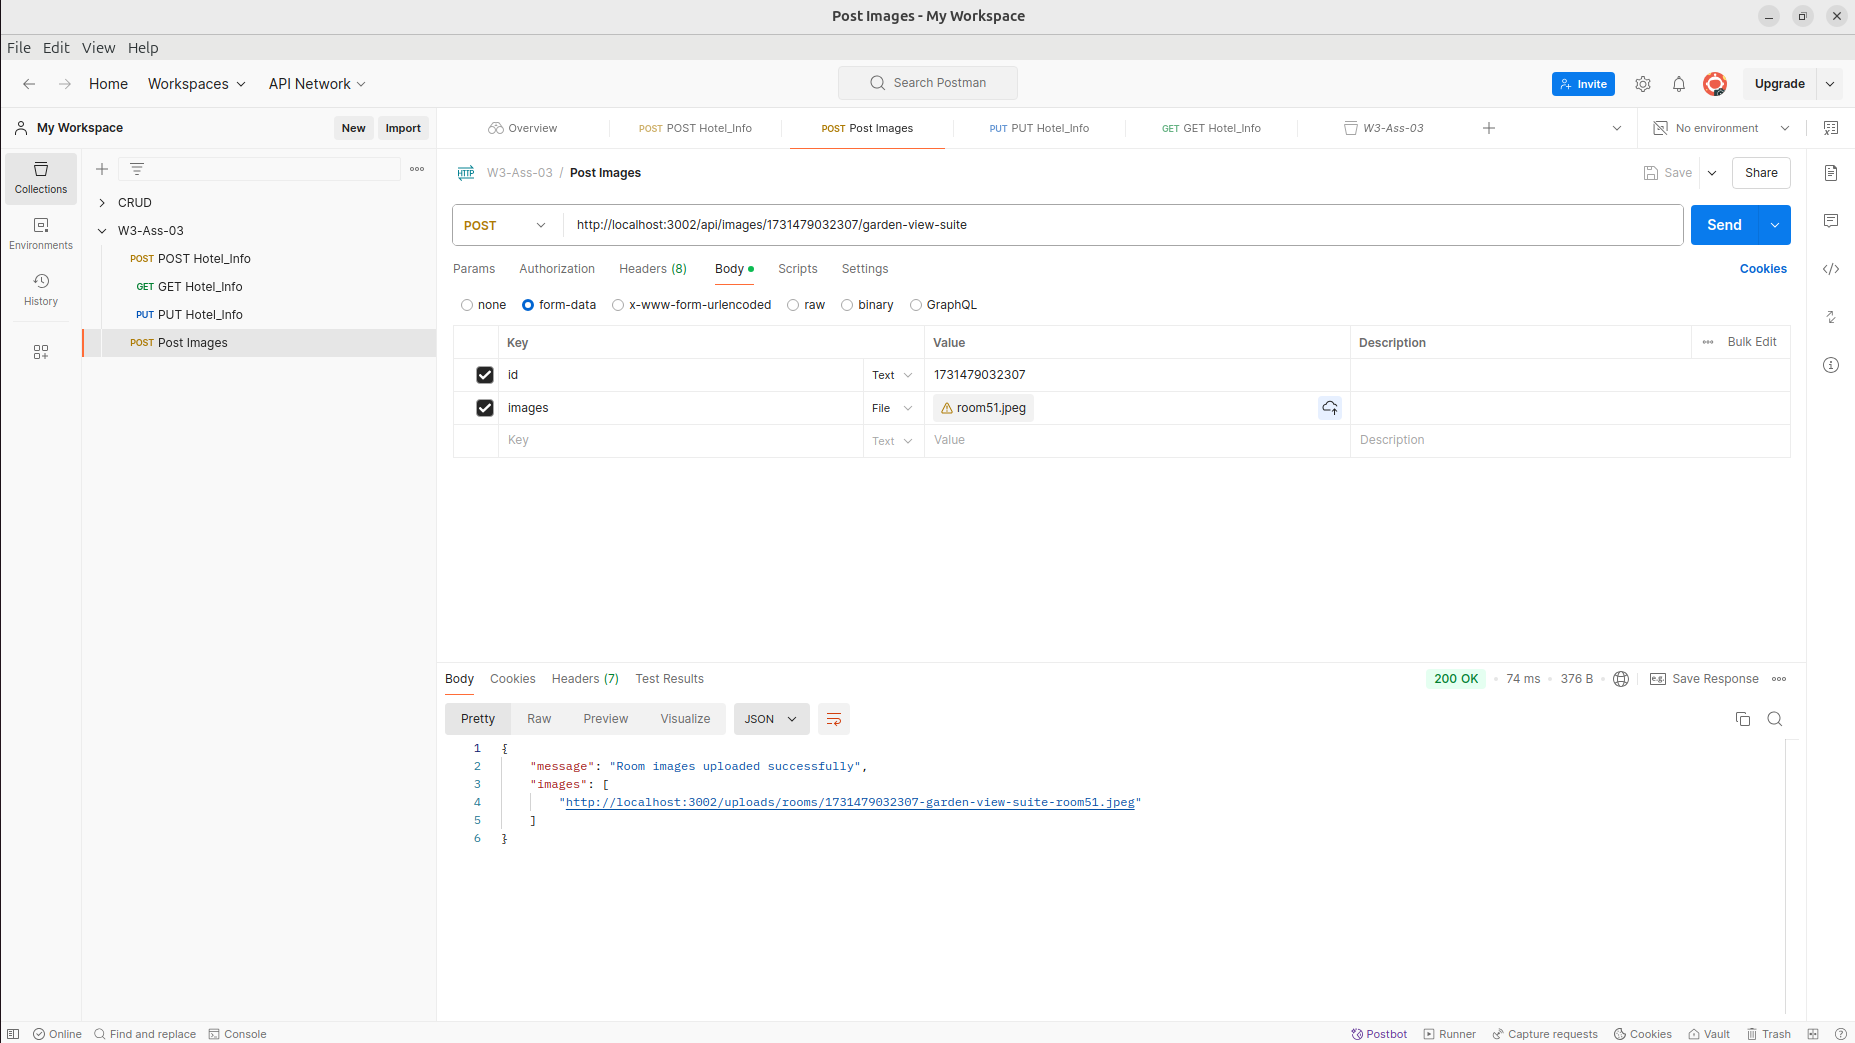 Post Images - My Workspace
File Edit View Help
Home Workspaces API Network Search Postman Invite Upgrade
My Workspace New Import Overview POST POST Hotel_Info POST Post Images PUT PUT Hotel_Info GET GET Hotel_Info W3-Ass-03 No environment
Collections
Environments
History
CRUD
W3-Ass-03
POST POST Hotel_Info
GET GET Hotel_Info
PUT PUT Hotel_Info
POST Post Images
HTTP W3-Ass-03 / Post Images Save Share
POST http://localhost:3002/api/images/1731479032307/garden-view-suite Send
Params Authorization Headers (8) Body Scripts Settings Cookies
none form-data x-www-form-urlencoded raw binary GraphQL
Key Value Description Bulk Edit
id Text 1731479032307
images File room51.jpeg
Key Text Value Description
Body Cookies Headers (7) Test Results 200 OK 74 ms 376 B e.g. Save Response
Pretty Raw Preview Visualize JSON
1 {
2 "message": "Room images uploaded successfully",
3 "images": [
4 "http://localhost:3002/uploads/rooms/1731479032307-garden-view-suite-room51.jpeg"
5 ]
6 }
Online Find and replace Console Postbot Runner Capture requests Cookies Vault Trash